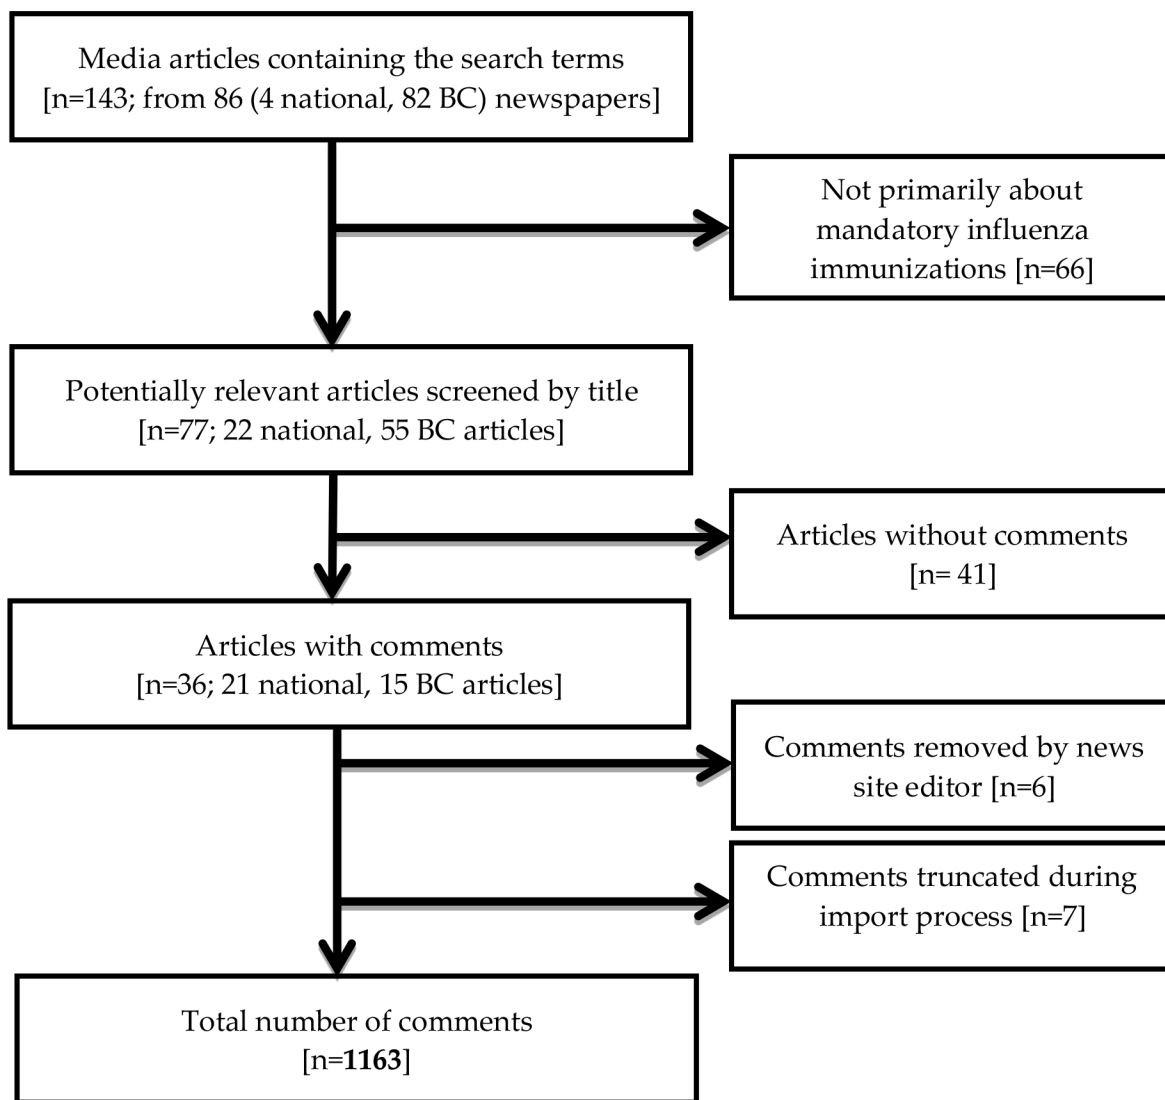 Media articles containing the search terms
[n=143; from 86 (4 national, 82 BC) newspapers]
Not primarily about
mandatory influenza
immunizations [n=66]
Potentially relevant articles screened by title
[n=77; 22 national, 55 BC articles]
Articles without comments
[n= 41]
Articles with comments
[n=36; 21 national, 15 BC articles]
Comments removed by news
site editor [n=6]
Comments truncated during
import process [n=7]
Total number of comments
[n=1163]